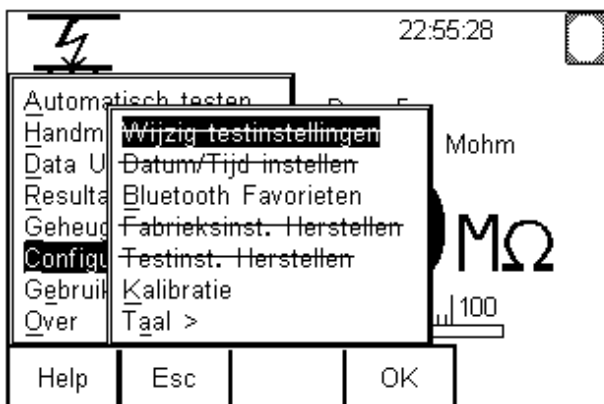 22:55:28
Automatisch testen
Handm
Wijzig testinstellingen
Mohm
Data U
Datum/Tijd instellen
Resulta
Bluetooth Favorieten
Geheug
Fabrieksinst. Herstellen
MΩ
Configu
Testinst. Herstellen
Gebruik
Kalibratie
100
Over
Taal >
Help
Esc
OK